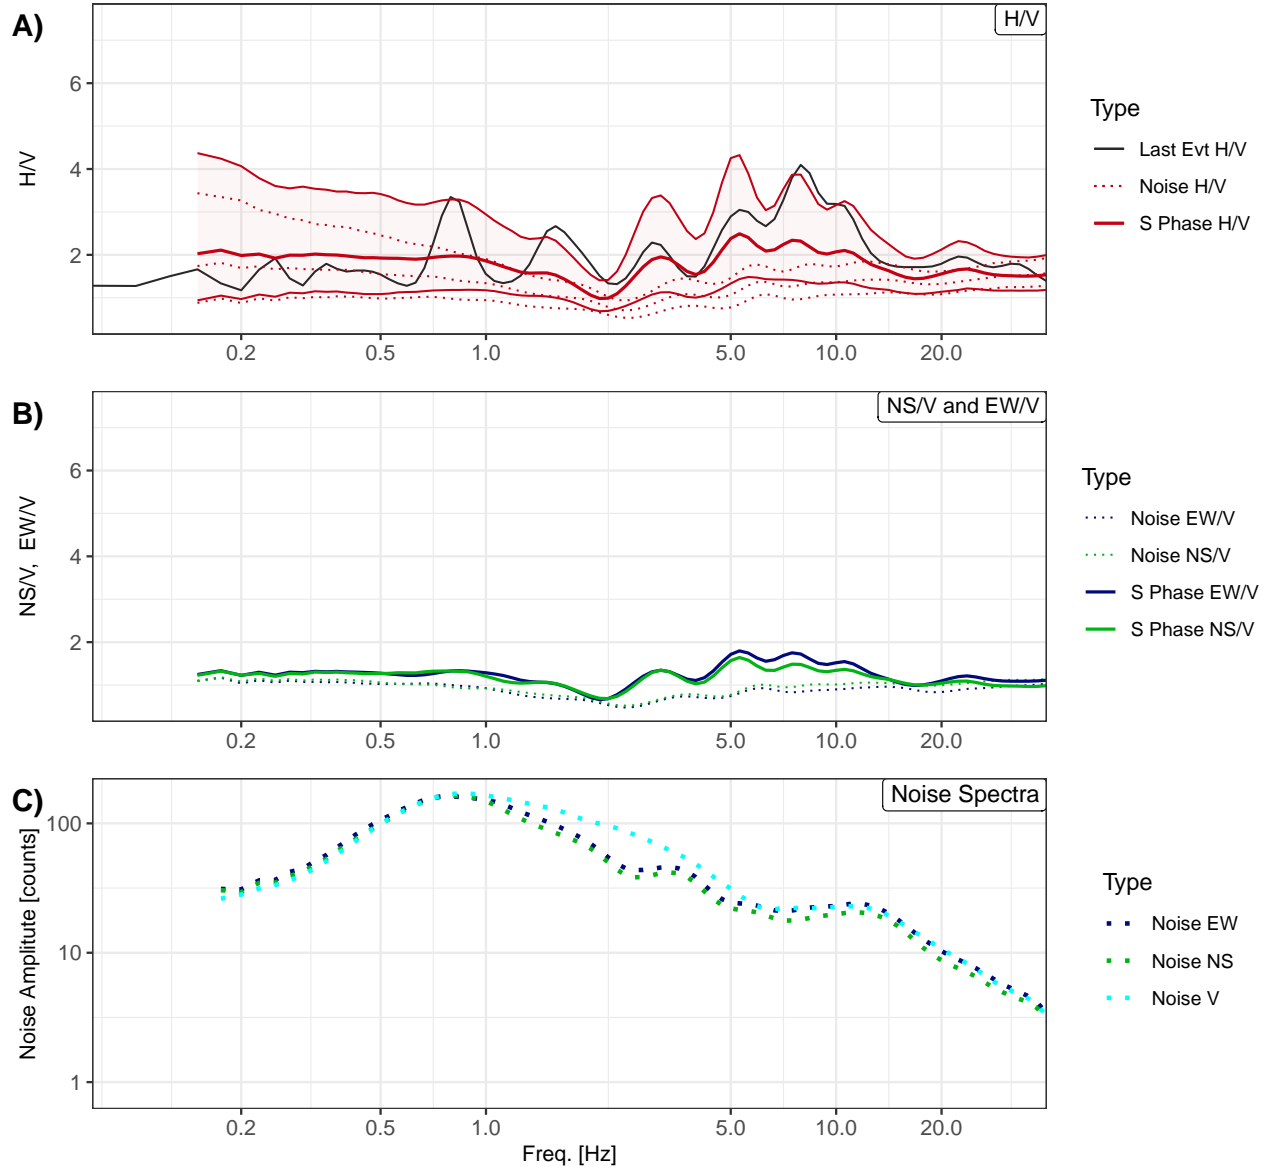 A)
H/V
6
4
2
H/V
0.2 0.5 1.0 5.0 10.0 20.0
Type
Last Evt H/V
Noise H/V
S Phase H/V
B)
NS/V and EW/V
6
4
2
NS/V, EW/V
0.2 0.5 1.0 5.0 10.0 20.0
Type
Noise EW/V
Noise NS/V
S Phase EW/V
S Phase NS/V
C)
Noise Spectra
100
10
1
Noise Amplitute [counts]
0.2 0.5 1.0 5.0 10.0 20.0
Freq. [Hz]
Type
Noise EW
Noise NS
Noise V